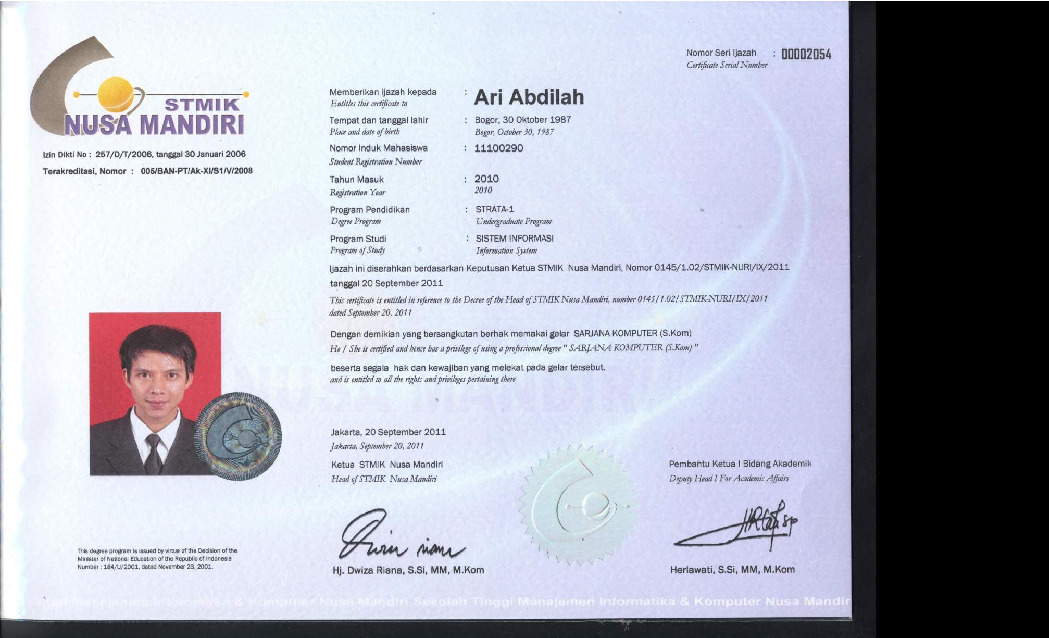 Nomor Seri Ijazah : 00002054
Certificate Serial Number
STMIK
NUSA MANDIRI
Izin Dikti No : 257/D/T/2006, tanggal 30 Januari 2006
Terakreditasi, Nomor : 005/BAN-PT/Ak-XI/S1/V/2008
Memberikan Ijazah kepada : Ari Abdilah
Entitles this certificate to
Tempat dan tanggal lahir : Bogor, 30 Oktober 1987
Place and date of birth Bogor, October 30, 1987
Nomor Induk Mahasiswa : 11100290
Student Registration Number
Tahun Masuk : 2010
Registration Year 2010
Program Pendidikan : STRATA-1
Degree Program Undergraduate Program
Program Studi : SISTEM INFORMASI
Program of Study Information System
Ijazah ini diserahkan berdasarkan Keputusan Ketua STMIK Nusa Mandiri, Nomor 0145/1.02/STMIK-NURI/IX/2011
tanggal 20 September 2011
This certificate is entitled in reference to the Decree of the Head of STMIK Nusa Mandiri, number 0145/1.02/STMIK-NURI/IX/2011
dated September 20, 2011
Dengan demikian yang bersangkutan berhak memakai gelar SARJANA KOMPUTER (S.Kom)
He / She is certified and hence has a privilege of using a professional degree " SARJANA KOMPUTER (S.Kom) "
beserta segala hak dan kewajiban yang melekat pada gelar tersebut.
and is entitled to all the rights and privileges pertaining there
Jakarta, 20 September 2011
Jakarta, September 20, 2011
Ketua STMIK Nusa Mandiri
Head of STMIK Nusa Mandiri
Pembantu Ketua I Bidang Akademik
Deputy Head I For Academic Affairs
This degree program is issued by virtue of the Decision of the
Minister of National Education of the Republic of Indonesia
Number : 184/U/2001, dated November 23, 2001.
Hj. Dwiza Riana, S.Si, MM, M.Kom
Herlawati, S.Si, MM, M.Kom
Informatika & Komputer Nusa Mandiri Sekolah Tinggi Manajemen Informatika & Komputer Nusa Mandir